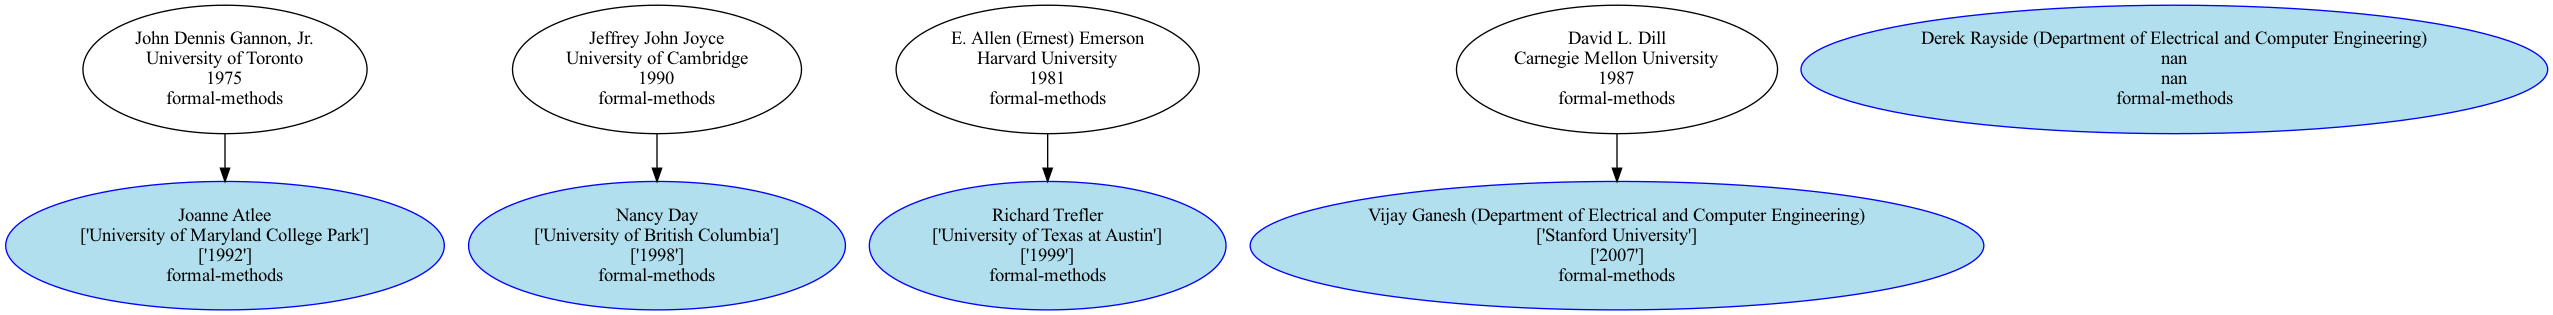 John Dennis Gannon, Jr.
University of Toronto
1975
formal-methods
Jeffrey John Joyce
University of Cambridge
1990
formal-methods
E. Allen (Ernest) Emerson
Harvard University
1981
formal-methods
David L. Dill
Carnegie Mellon University
1987
formal-methods
Derek Rayside (Department of Electrical and Computer Engineering)
nan
nan
formal-methods
Joanne Atlee
['University of Maryland College Park']
['1992']
formal-methods
Nancy Day
['University of British Columbia']
['1998']
formal-methods
Richard Trefler
['University of Texas at Austin']
['1999']
formal-methods
Vijay Ganesh (Department of Electrical and Computer Engineering)
['Stanford University']
['2007']
formal-methods